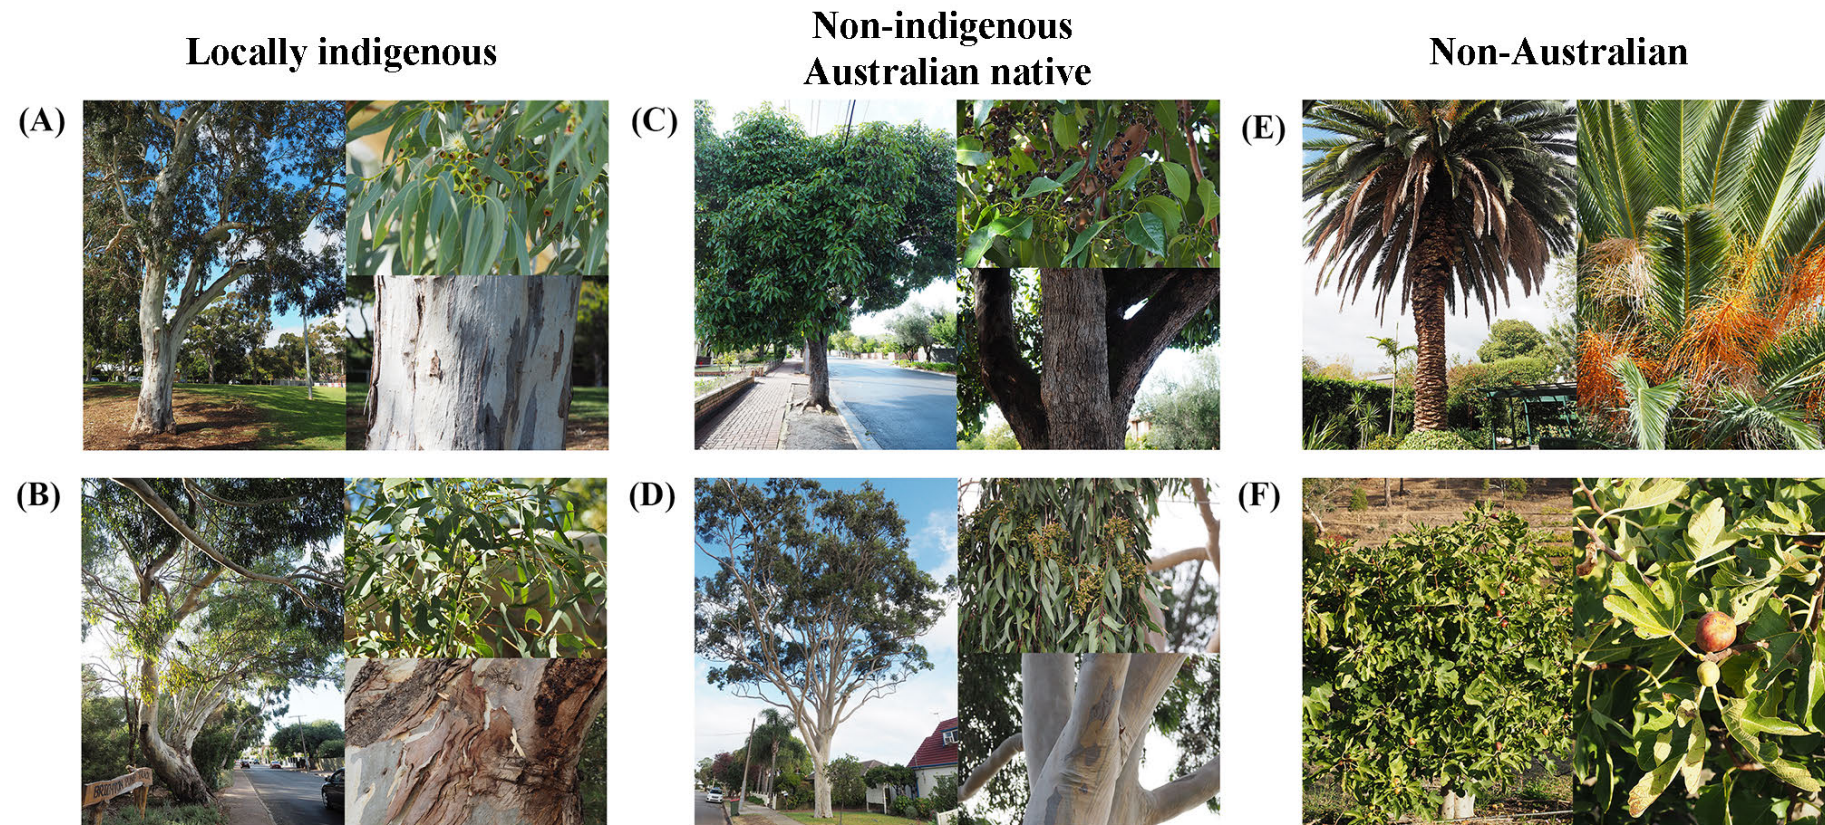 Locally indigenous
Non-indigenous
Australian native
Non-Australian
(A)
(C)
(E)
(B)
(D)
(F)